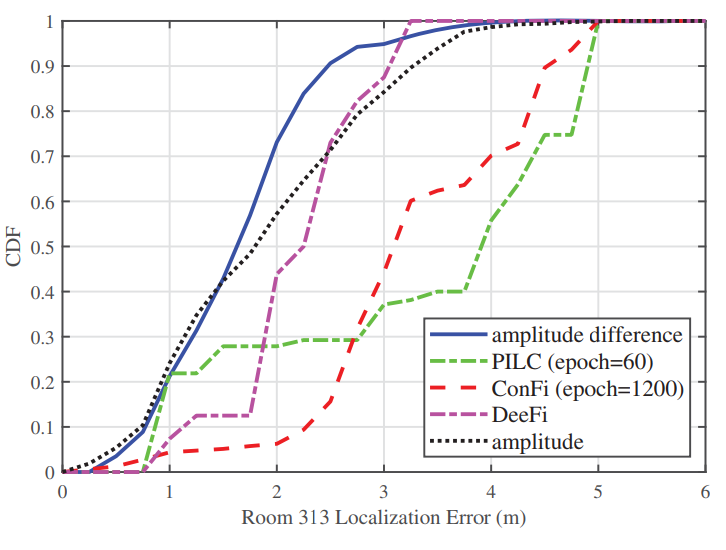 1
0.9
0.8
0.7
0.6
0.5
0.4
0.3
0.2
0.1
0
CDF
0 1 2 3 4 5 6
Room 313 Localization Error (m)
amplitude difference
PILC (epoch=60)
ConFi (epoch=1200)
DeeFi
amplitude